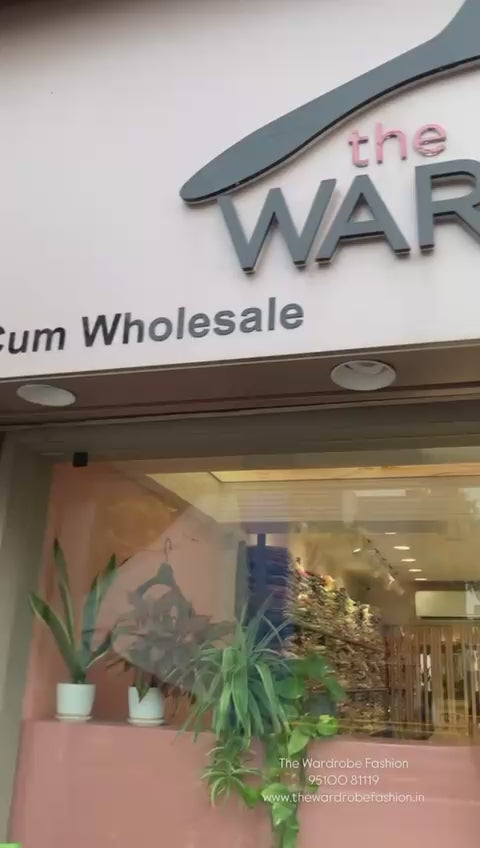 the
WAR
Cum Wholesale
The Wardrobe Fashion
95100 81119
www.thewardrobefashion.in